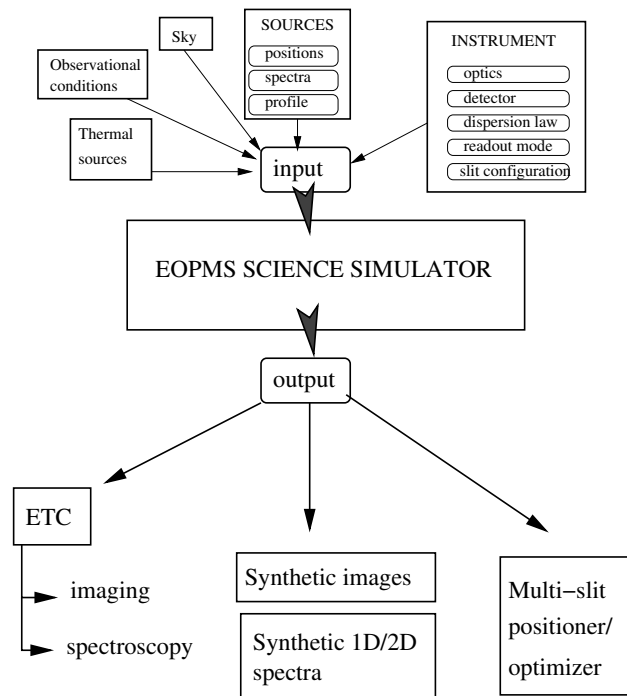 Sky
SOURCES
positions
spectra
profile
INSTRUMENT
optics
detector
dispersion law
readout mode
slit configuration
Observational
conditions
Thermal
sources
input
EOPMS SCIENCE SIMULATOR
output
ETC
imaging
spectroscopy
Synthetic images
Synthetic 1D/2D
spectra
Multi−slit
positioner/
optimizer